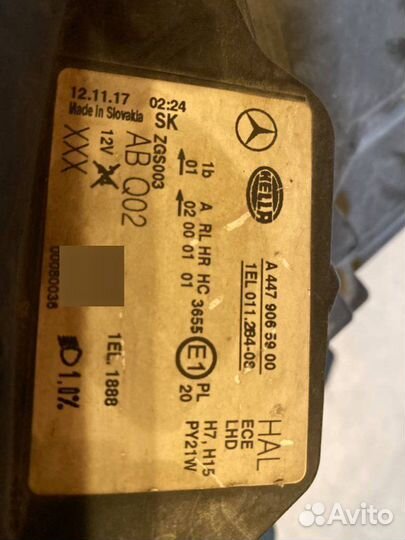 12.11.17 02:24
Made in Slovakia SK
ZGS003
12V AB Q02
XXX
HELLA
A 447 906 59 00
1EL 011.284-08
1b A RL HR HC 3655 E1 PL
01 02 00 01 01 20
000080036
1EL. 1888
1.0%
HAL
ECE
LHD
H7, H15
PY21W
Avito